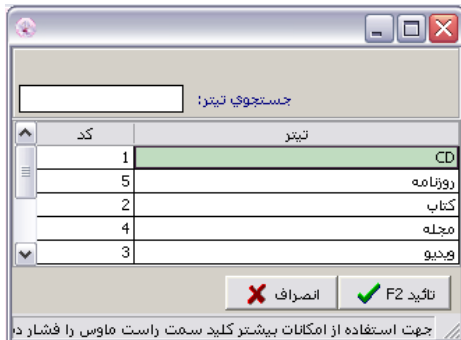 جستجوي تيتر:
تيتر کد
CD 1
روزنامه 5
کتاب 2
مجله 4
ويديو 3
تائيد F2 انصراف
جهت استفاده از امکانات بيشتر کليد سمت راست ماوس را فشار د